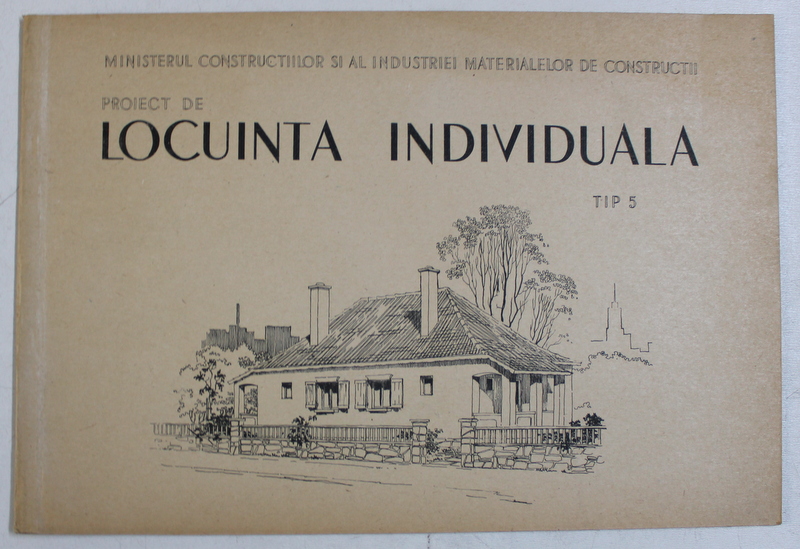 MINISTERUL CONSTRUCTIILOR SI AL INDUSTRIEI MATERIALELOR DE CONSTRUCTII
PROIECT DE
LOCUINTA INDIVIDUALA
TIP 5